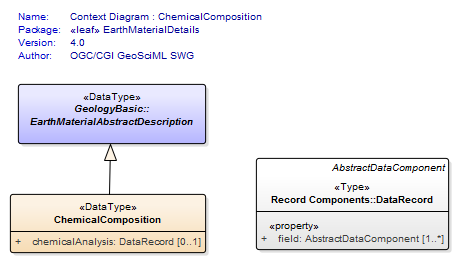 Name: Context Diagram : ChemicalComposition
Package: «leaf» EarthMaterialDetails
Version: 4.0
Author: OGC/CGI GeoSciML SWG
«DataType»
GeologyBasic::
EarthMaterialAbstractDescription
«DataType»
ChemicalComposition
+ chemicalAnalysis: DataRecord [0..1]
AbstractDataComponent
«Type»
Record Components::DataRecord
«property»
+ field: AbstractDataComponent [1..*]